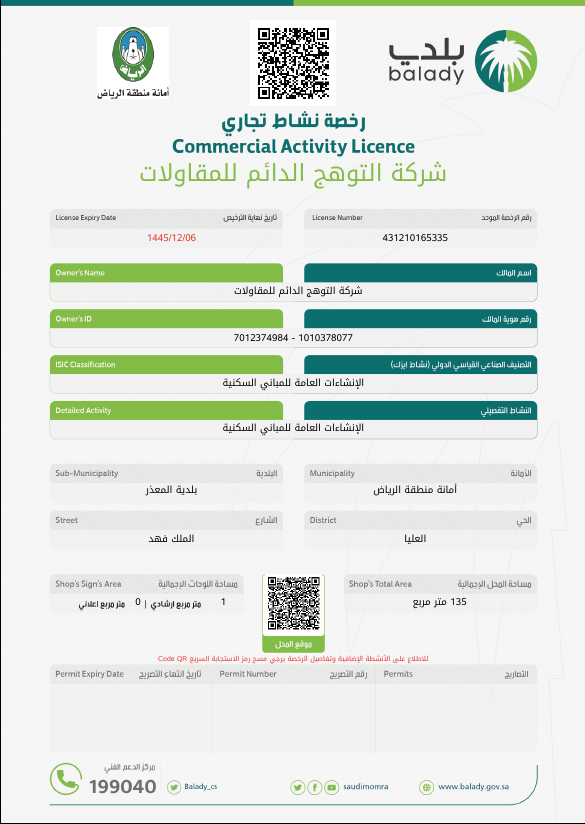 أمانة منطقة الرياض
بلدي
balady
رخصة نشاط تجاري
Commercial Activity Licence
شركة التوهج الدائم للمقاولات
License Expiry Date تاريخ نهاية الترخيص
1445/12/06
License Number رقم الرخصة الموحد
431210165335
Owner's Name اسم المالك
شركة التوهج الدائم للمقاولات
Owner's ID رقم هوية المالك
7012374984 - 1010378077
ISIC Classification التصنيف الصناعي القياسي الدولي (نشاط ايزك)
الإنشاءات العامة للمباني السكنية
Detailed Activity النشاط التفصيلي
الإنشاءات العامة للمباني السكنية
Sub-Municipality البلدية
بلدية المعذر
Municipality الأمانة
أمانة منطقة الرياض
Street الشارع
الملك فهد
District الحي
العليا
Shop's Sign's Area مساحة اللوحات الإجمالية
1 متر مربع ارشادي | 0 متر مربع اعلاني
Shop's Total Area مساحة المحل الإجمالية
135 متر مربع
موقع المحل
للاطلاع على الأنشطة الإضافية وتفاصيل الرخصة يرجي مسح رمز الاستجابة السريع Code QR
Permit Expiry Date تاريخ انتهاء التصريح
Permit Number رقم التصريح
Permits التصاريح
مركز الدعم الفني
199040
Balady_cs
saudimomra
www.balady.gov.sa